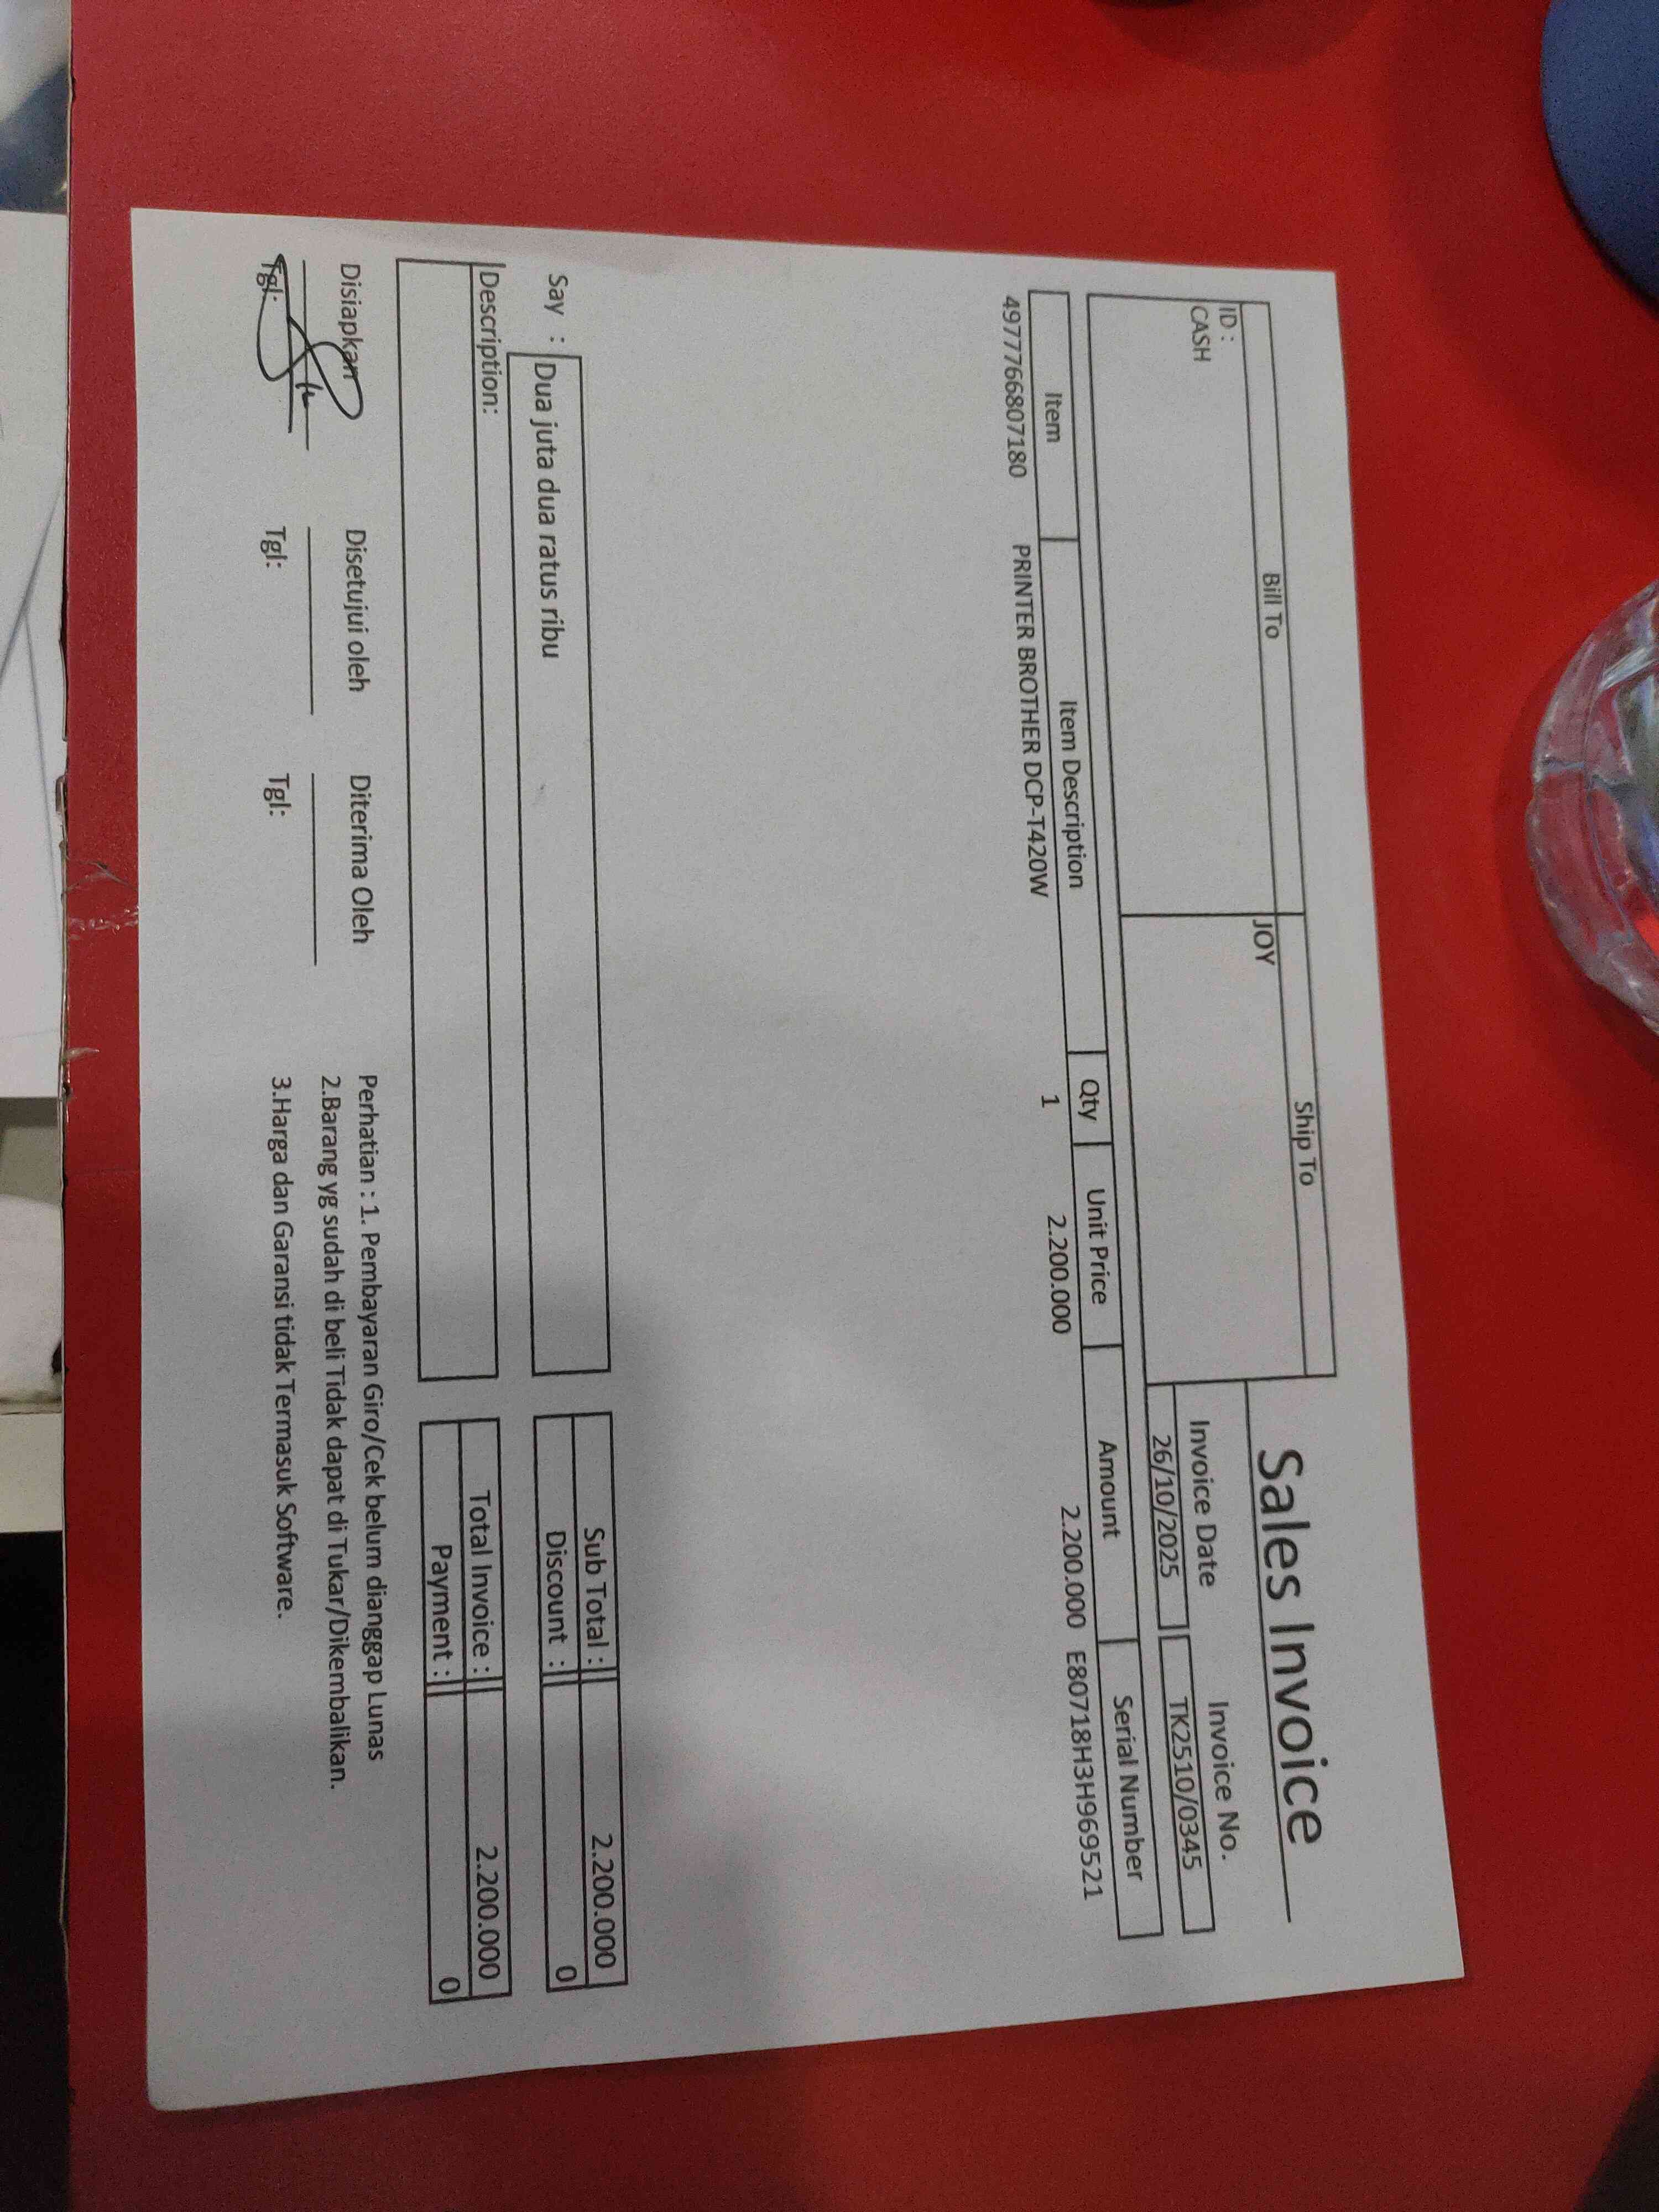 Sales Invoice
Bill To
Ship To
ID :
CASH
JOY
Invoice Date
Invoice No.
26/10/2025
TK2510/0345
Item
Item Description
Qty
Unit Price
Amount
Serial Number
4977766807180
PRINTER BROTHER DCP-T420W
1
2.200.000
2.200.000
E80718H3H969521
Say :
Dua juta dua ratus ribu
Sub Total :
2.200.000
Discount :
0
Description:
Total Invoice :
2.200.000
Payment :
0
Disiapkan
Disetujui oleh
Diterima Oleh
Tgl:
Tgl:
Tgl:
Perhatian : 1. Pembayaran Giro/Cek belum dianggap Lunas
2.Barang yg sudah di beli Tidak dapat di Tukar/Dikembalikan.
3.Harga dan Garansi tidak Termasuk Software.